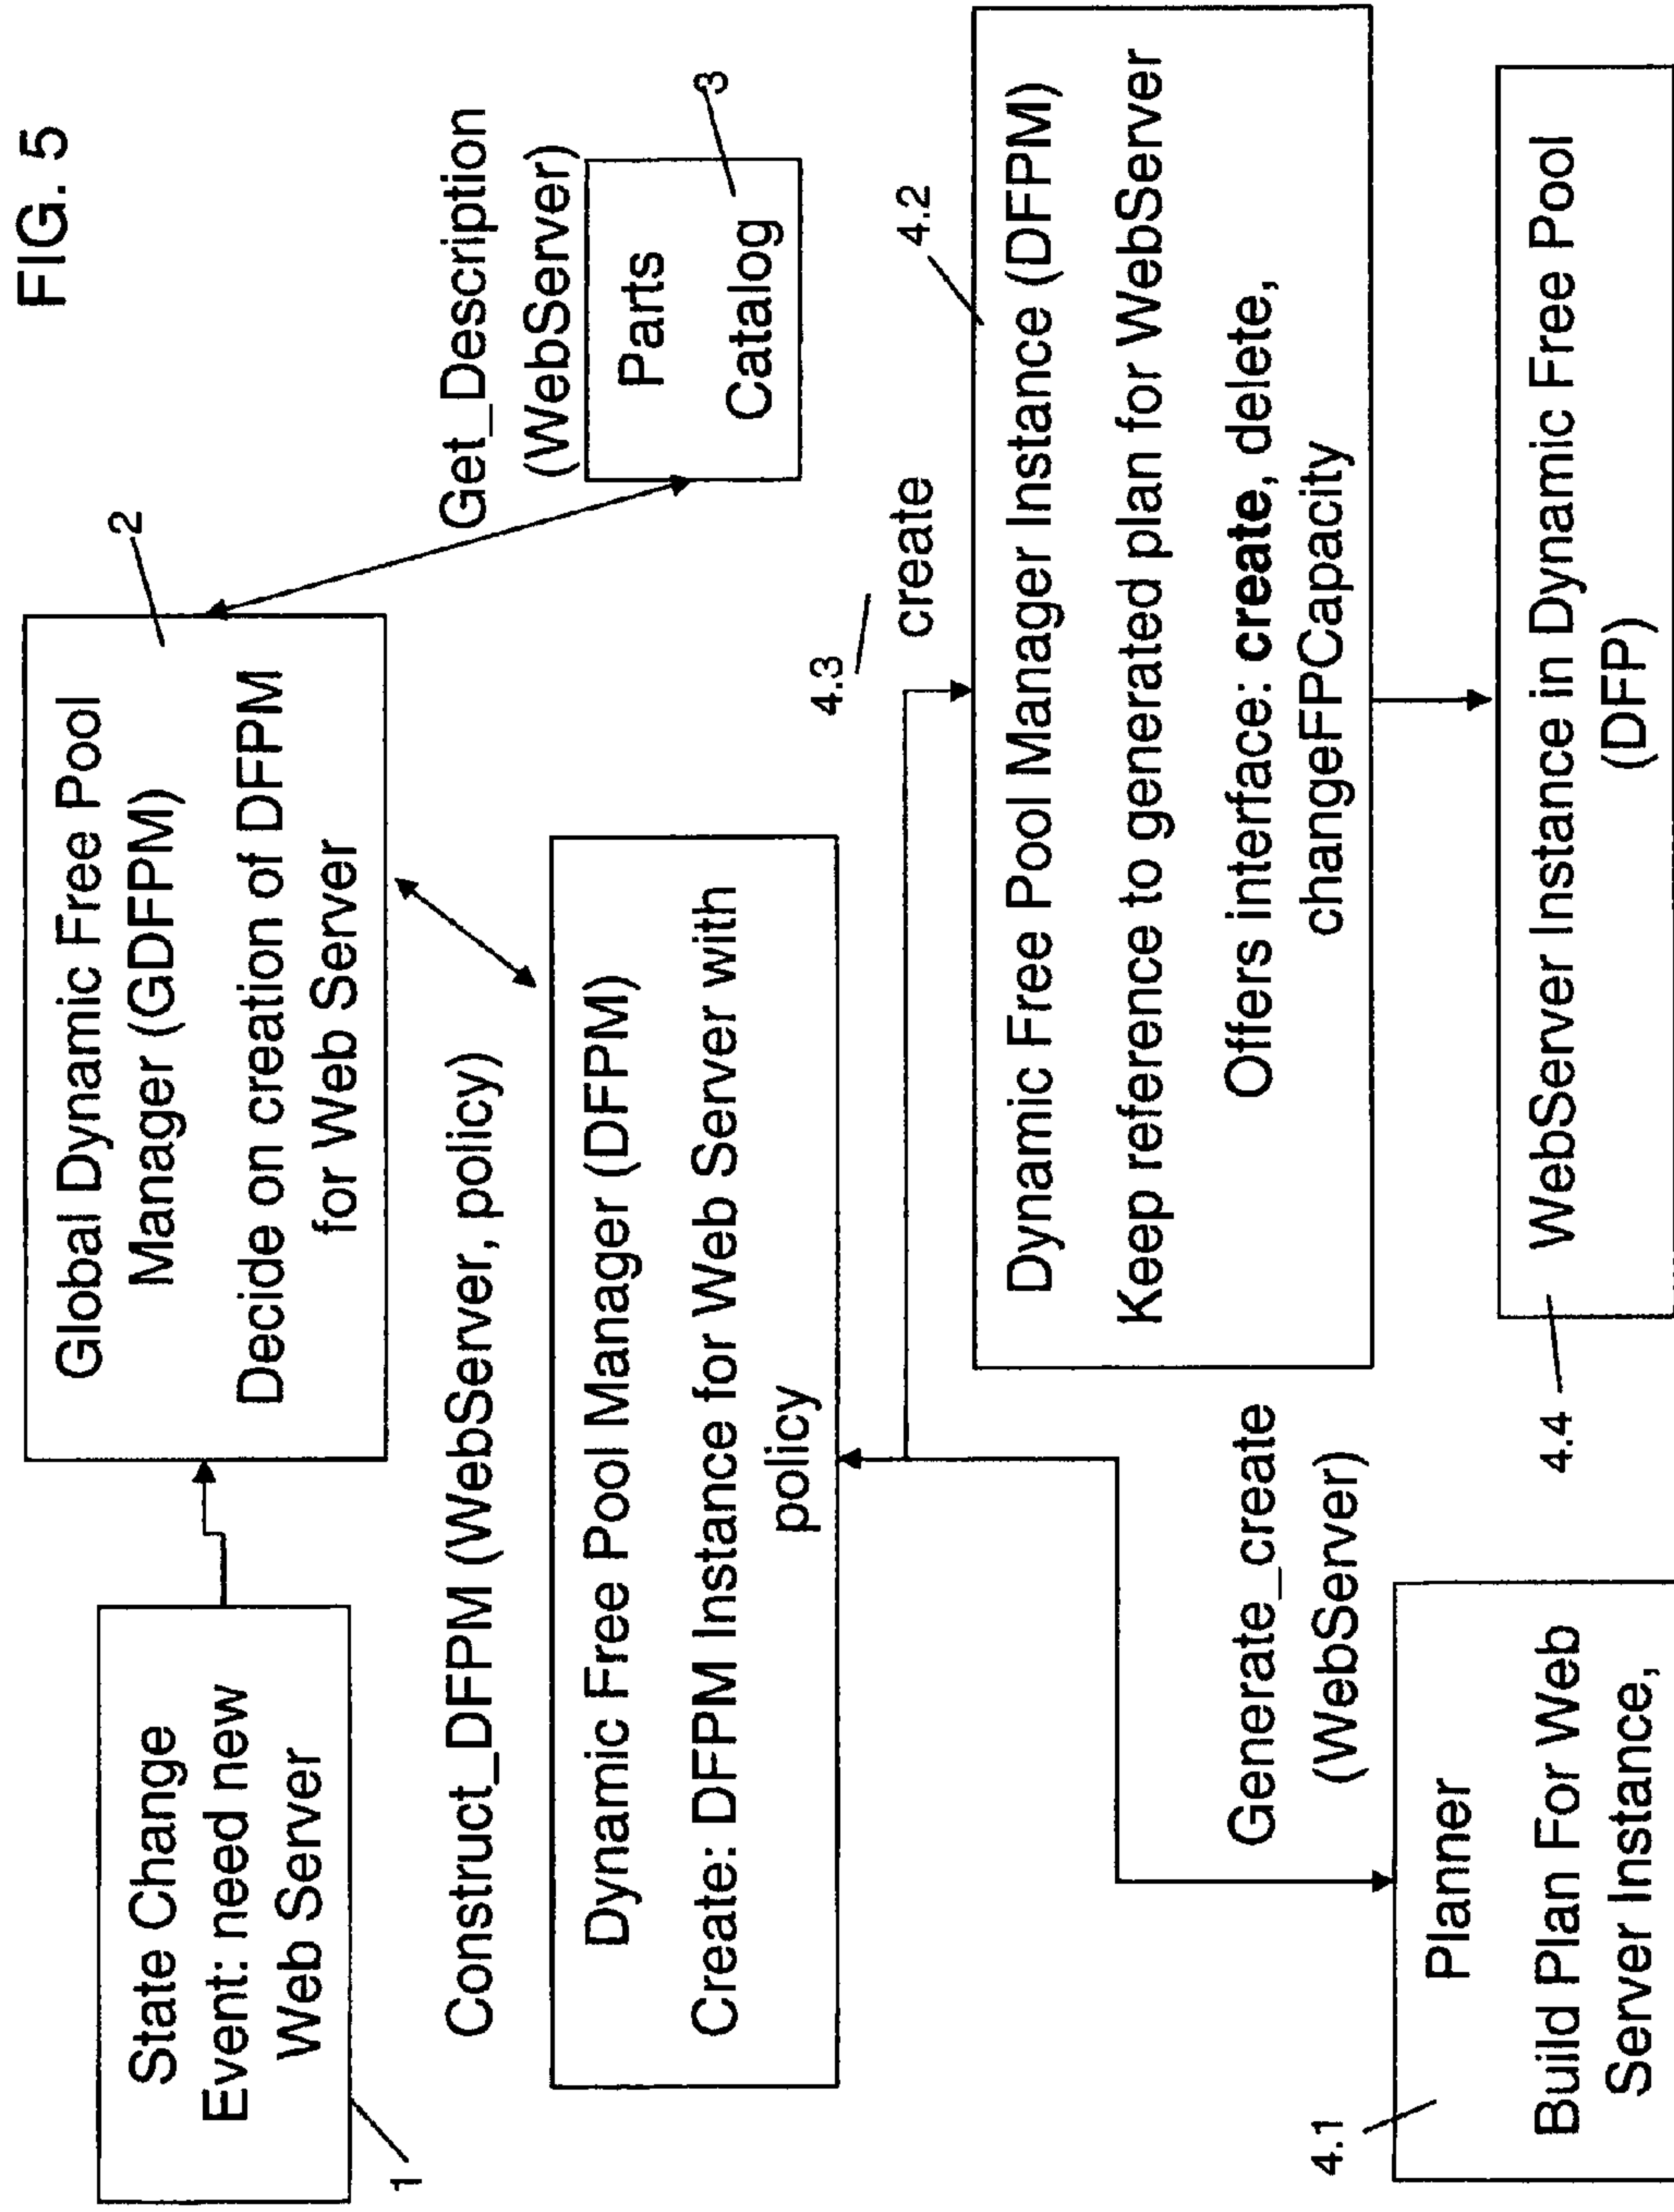 FIG. 5
State Change
Event: need new
Web Server
1
Global Dynamic Free Pool
Manager (GDFPM)
Decide on creation of DFPM
for Web Server
2
Get_Description
(WebServer)
Parts
Catalog
3
Construct_DFPM (WebServer, policy)
Dynamic Free Pool Manager (DFPM)
Create: DFPM Instance for Web Server with
policy
4.3
create
4.2
Dynamic Free Pool Manager Instance (DFPM)
Keep reference to generated plan for WebServer
Offers interface: create, delete,
changeFPCapacity
Generate_create
(WebServer)
4.1
Planner
Build Plan For Web
Server Instance,
4.4
WebServer Instance in Dynamic Free Pool
(DFP)